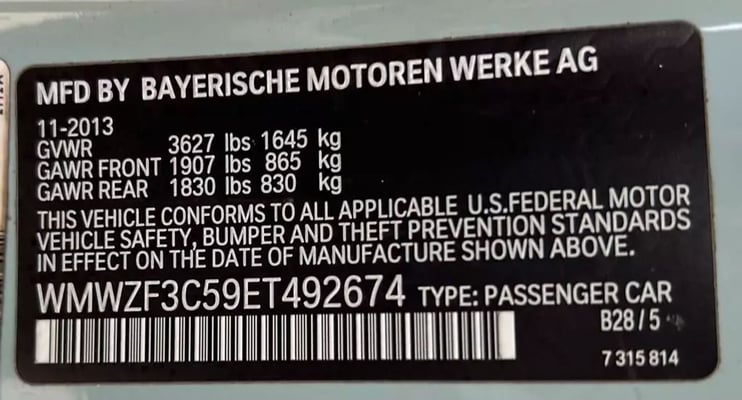 MFD BY BAYERISCHE MOTOREN WERKE AG
11-2013
GVWR 3627 lbs 1645 kg
GAWR FRONT 1907 lbs 865 kg
GAWR REAR 1830 lbs 830 kg
THIS VEHICLE CONFORMS TO ALL APPLICABLE U.S.FEDERAL MOTOR
VEHICLE SAFETY, BUMPER AND THEFT PREVENTION STANDARDS
IN EFFECT ON THE DATE OF MANUFACTURE SHOWN ABOVE.
WMWZF3C59ET492674 TYPE: PASSENGER CAR
B28/5
7 315 814